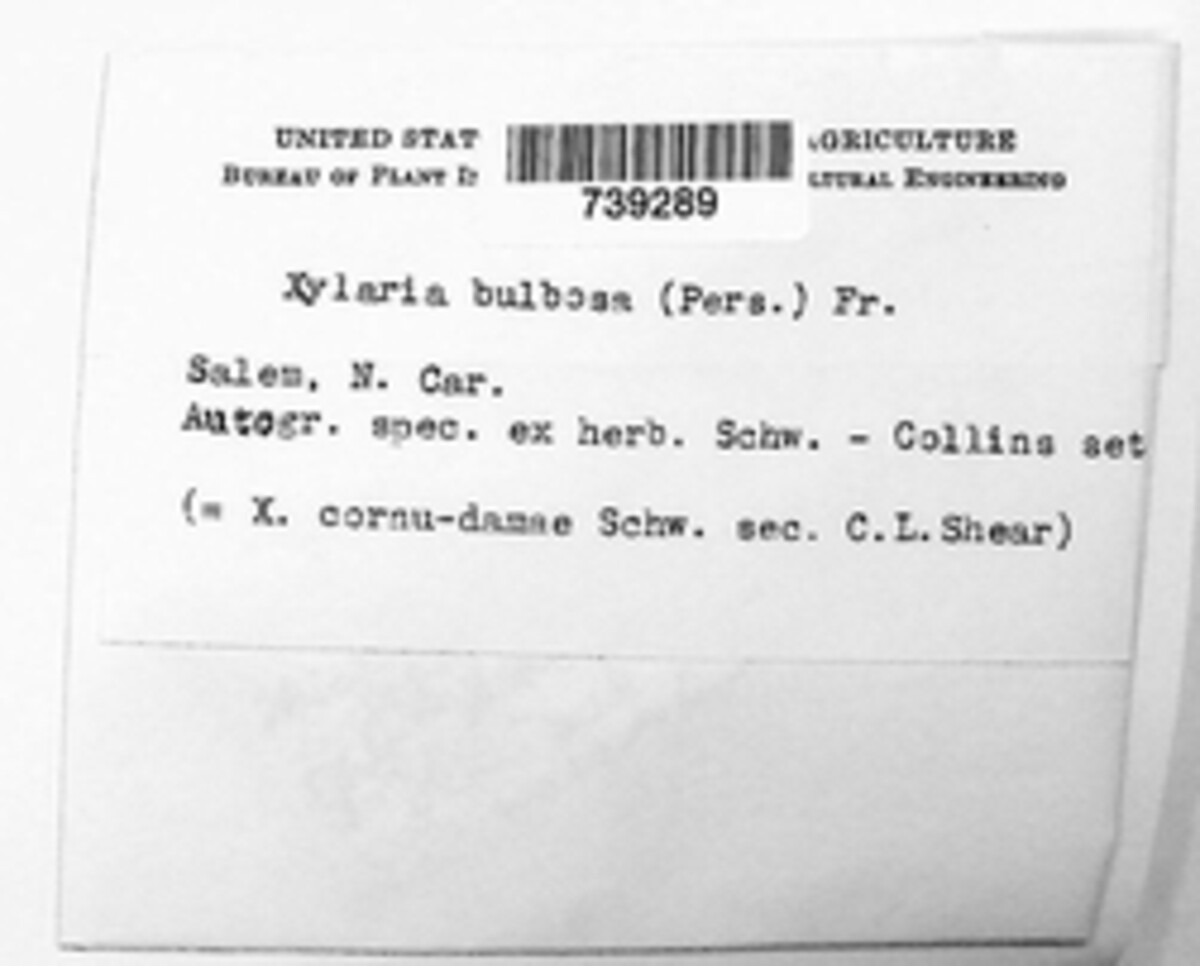 UNITED STAT AGRICULTURE
BUREAU OF PLANT I LTURAL ENGINEERING
739289
Xylaria bulbosa (Pers.) Fr.
Salem, N. Car.
Autogr. spec. ex herb. Schw. - Collins set
(= X. cornu-damae Schw. sec. C.L.Shear)